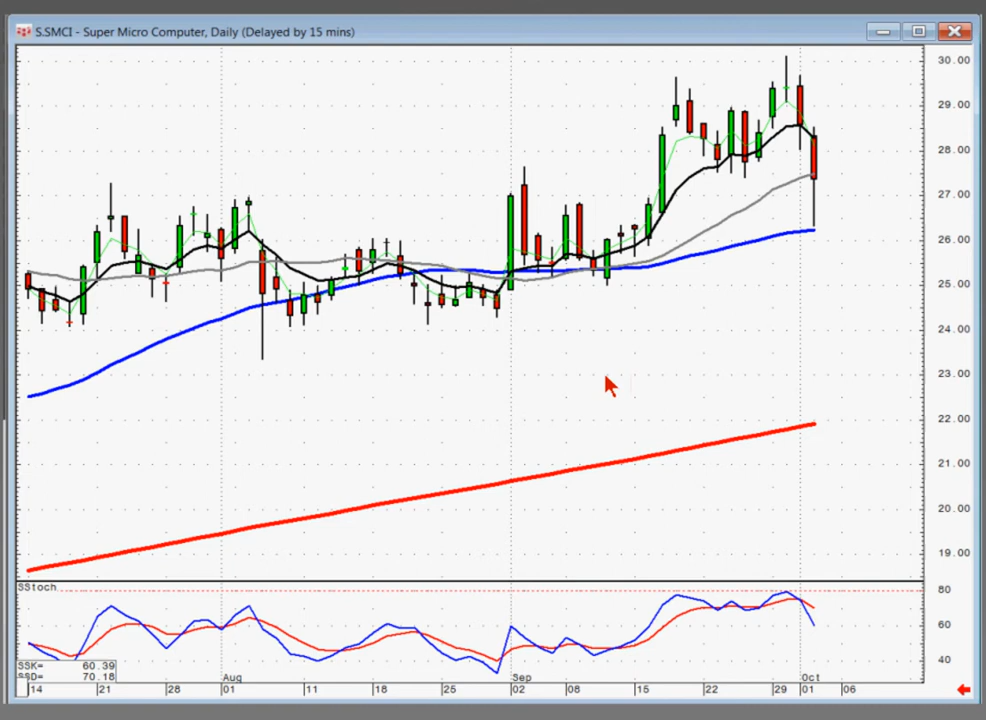 S.SMCI - Super Micro Computer, Daily (Delayed by 15 mins)
30.00
29.00
28.00
27.00
26.00
25.00
24.00
23.00
22.00
21.00
20.00
19.00
SStoch
80
60
40
SSK= 60.39
SSD= 70.18
Aug Sep Oct
14 21 28 01 11 18 25 02 08 15 22 29 01 06